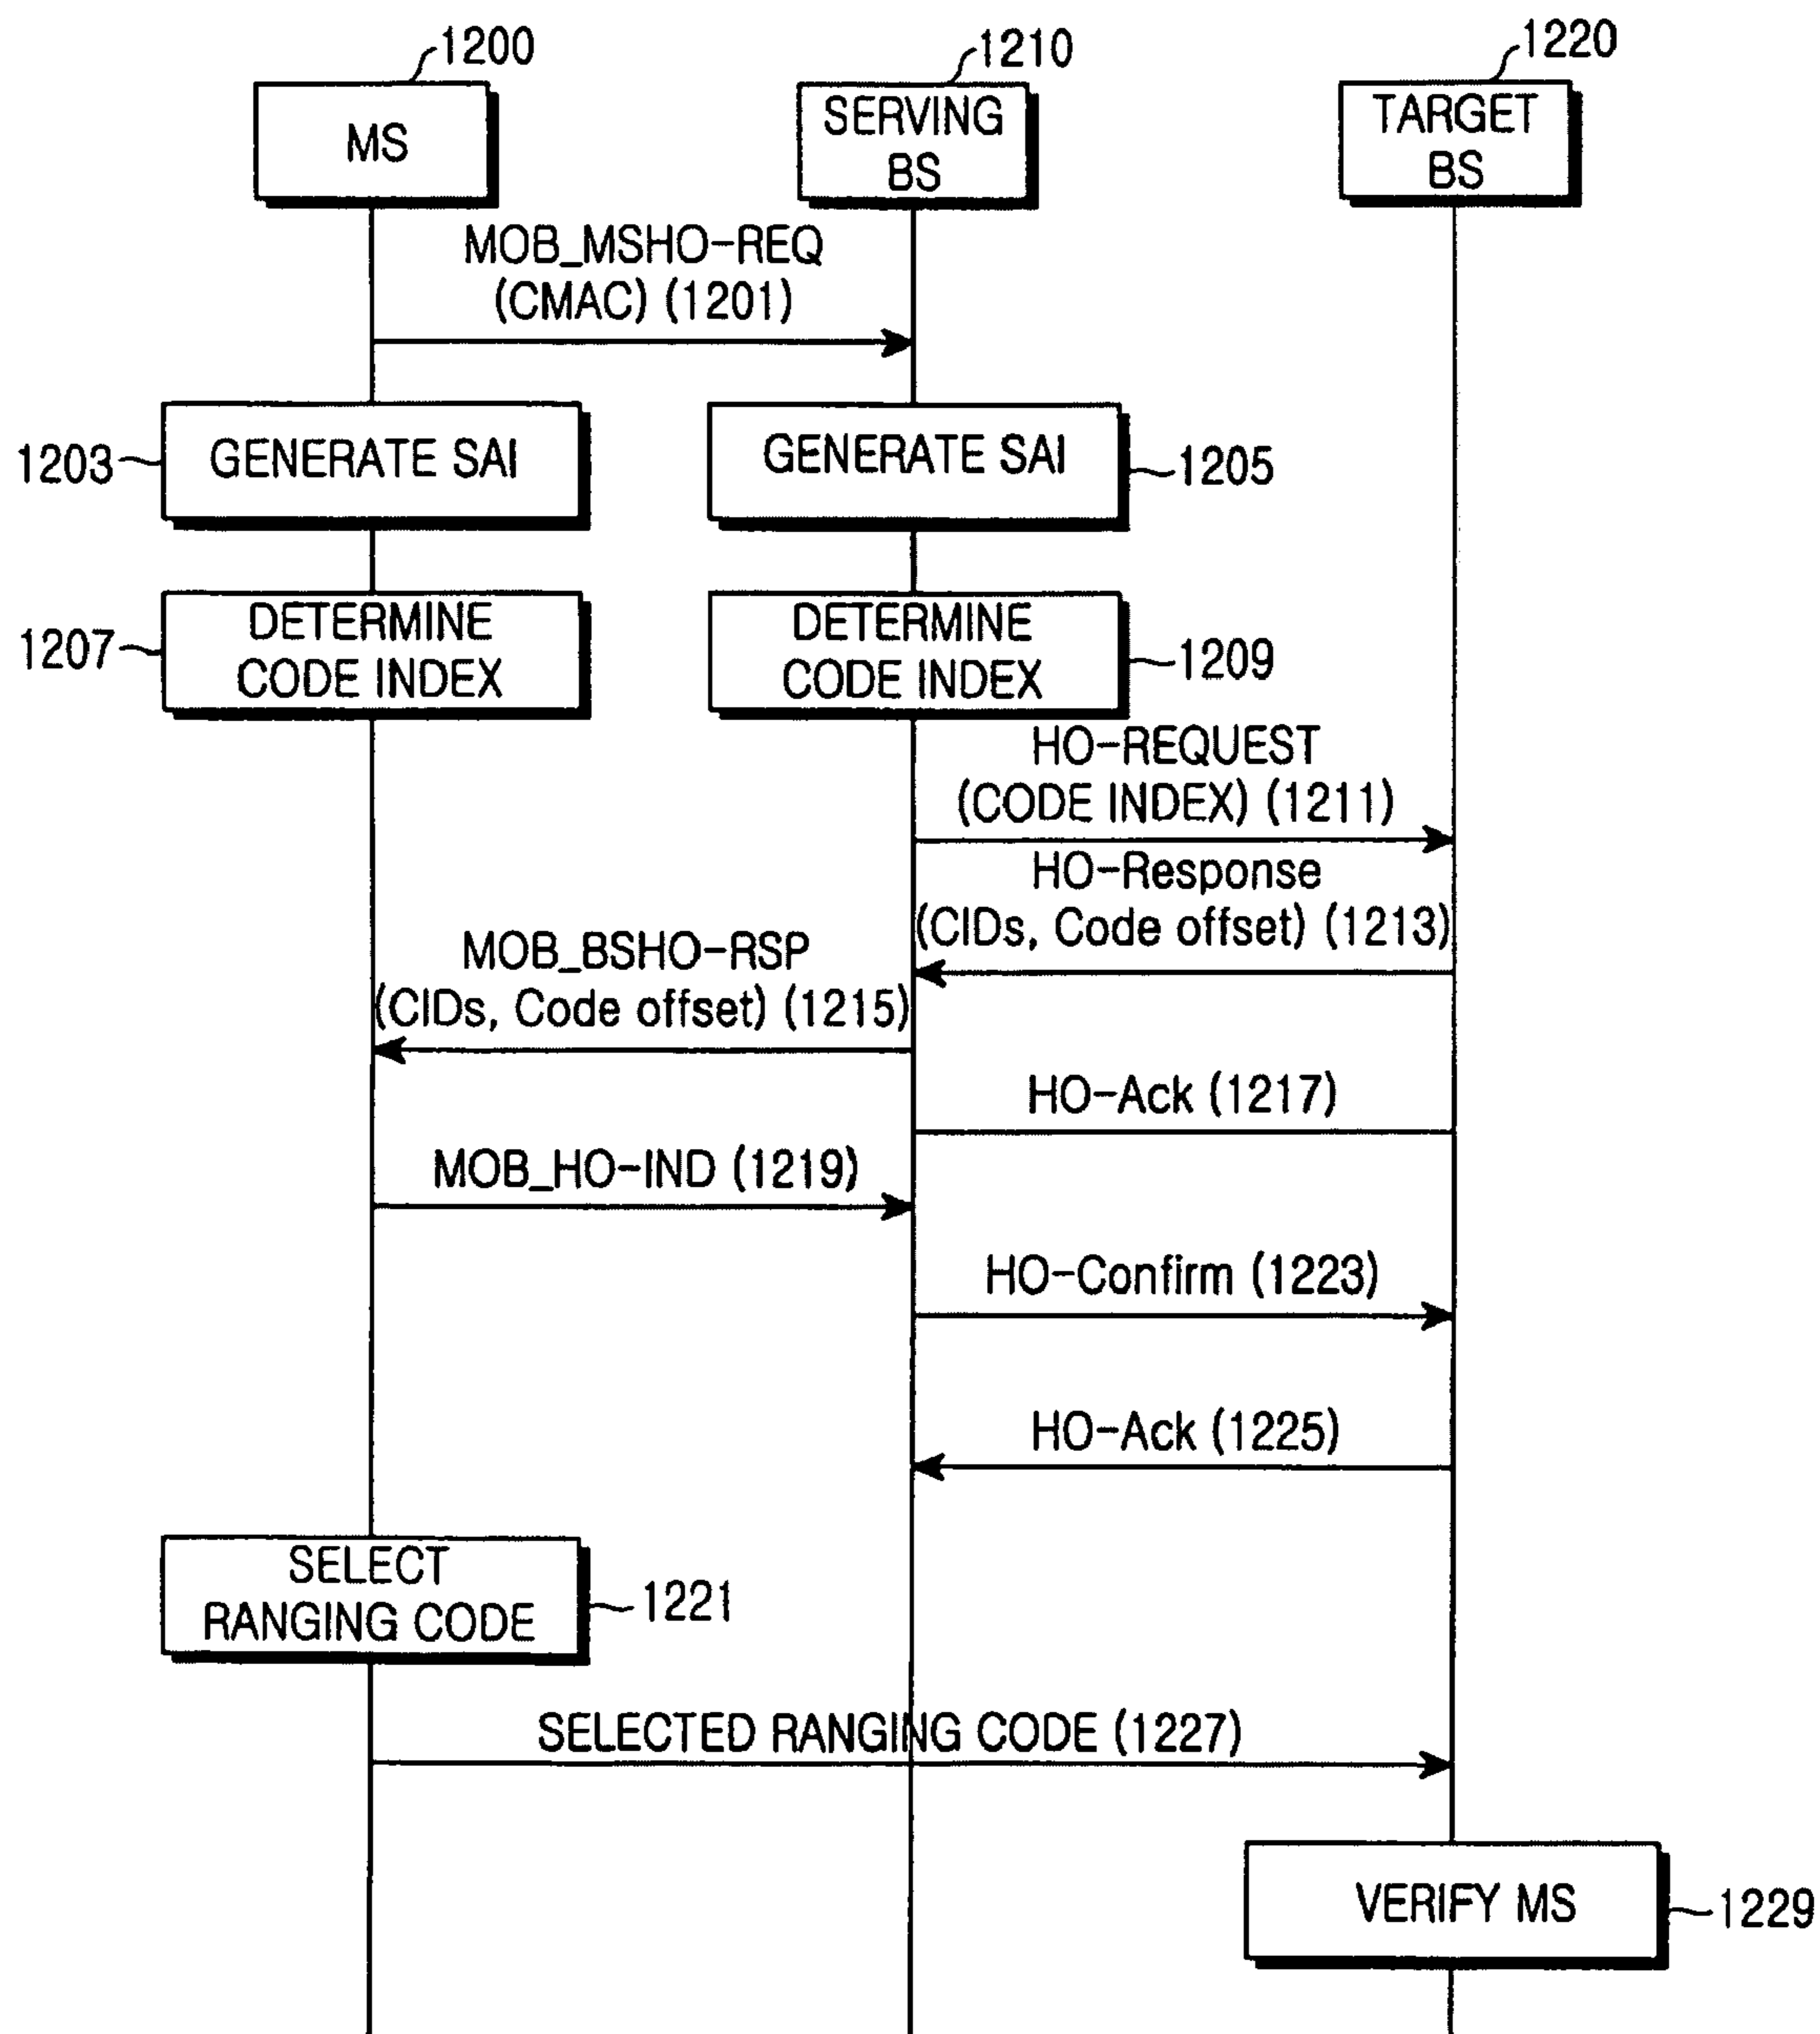 1200
1210
1220
MS
SERVING
BS
TARGET
BS
MOB_MSHO-REQ
(CMAC) (1201)
1203
GENERATE SAI
GENERATE SAI
1205
1207
DETERMINE
CODE INDEX
DETERMINE
CODE INDEX
1209
HO-REQUEST
(CODE INDEX) (1211)
HO-Response
(CIDs, Code offset) (1213)
MOB_BSHO-RSP
(CIDs, Code offset) (1215)
HO-Ack (1217)
MOB_HO-IND (1219)
HO-Confirm (1223)
HO-Ack (1225)
SELECT
RANGING CODE
1221
SELECTED RANGING CODE (1227)
VERIFY MS
1229